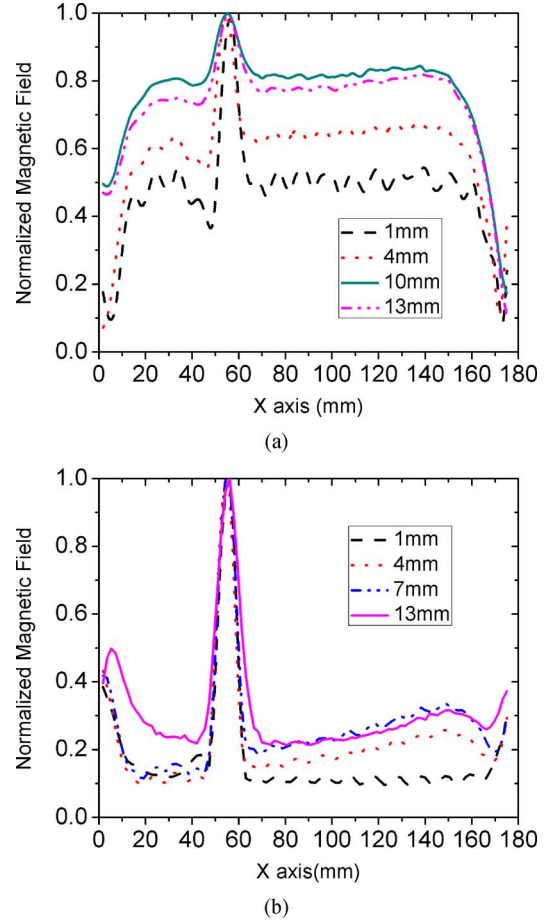 1.0
0.8
0.6
0.4
0.2
0.0
Normalized Magnetic Field
1mm
4mm
10mm
13mm
0 20 40 60 80 100 120 140 160 180
X axis (mm)
(a)
1.0
0.8
0.6
0.4
0.2
0.0
Normalized Magnetic Field
1mm
4mm
7mm
13mm
0 20 40 60 80 100 120 140 160 180
X axis(mm)
(b)